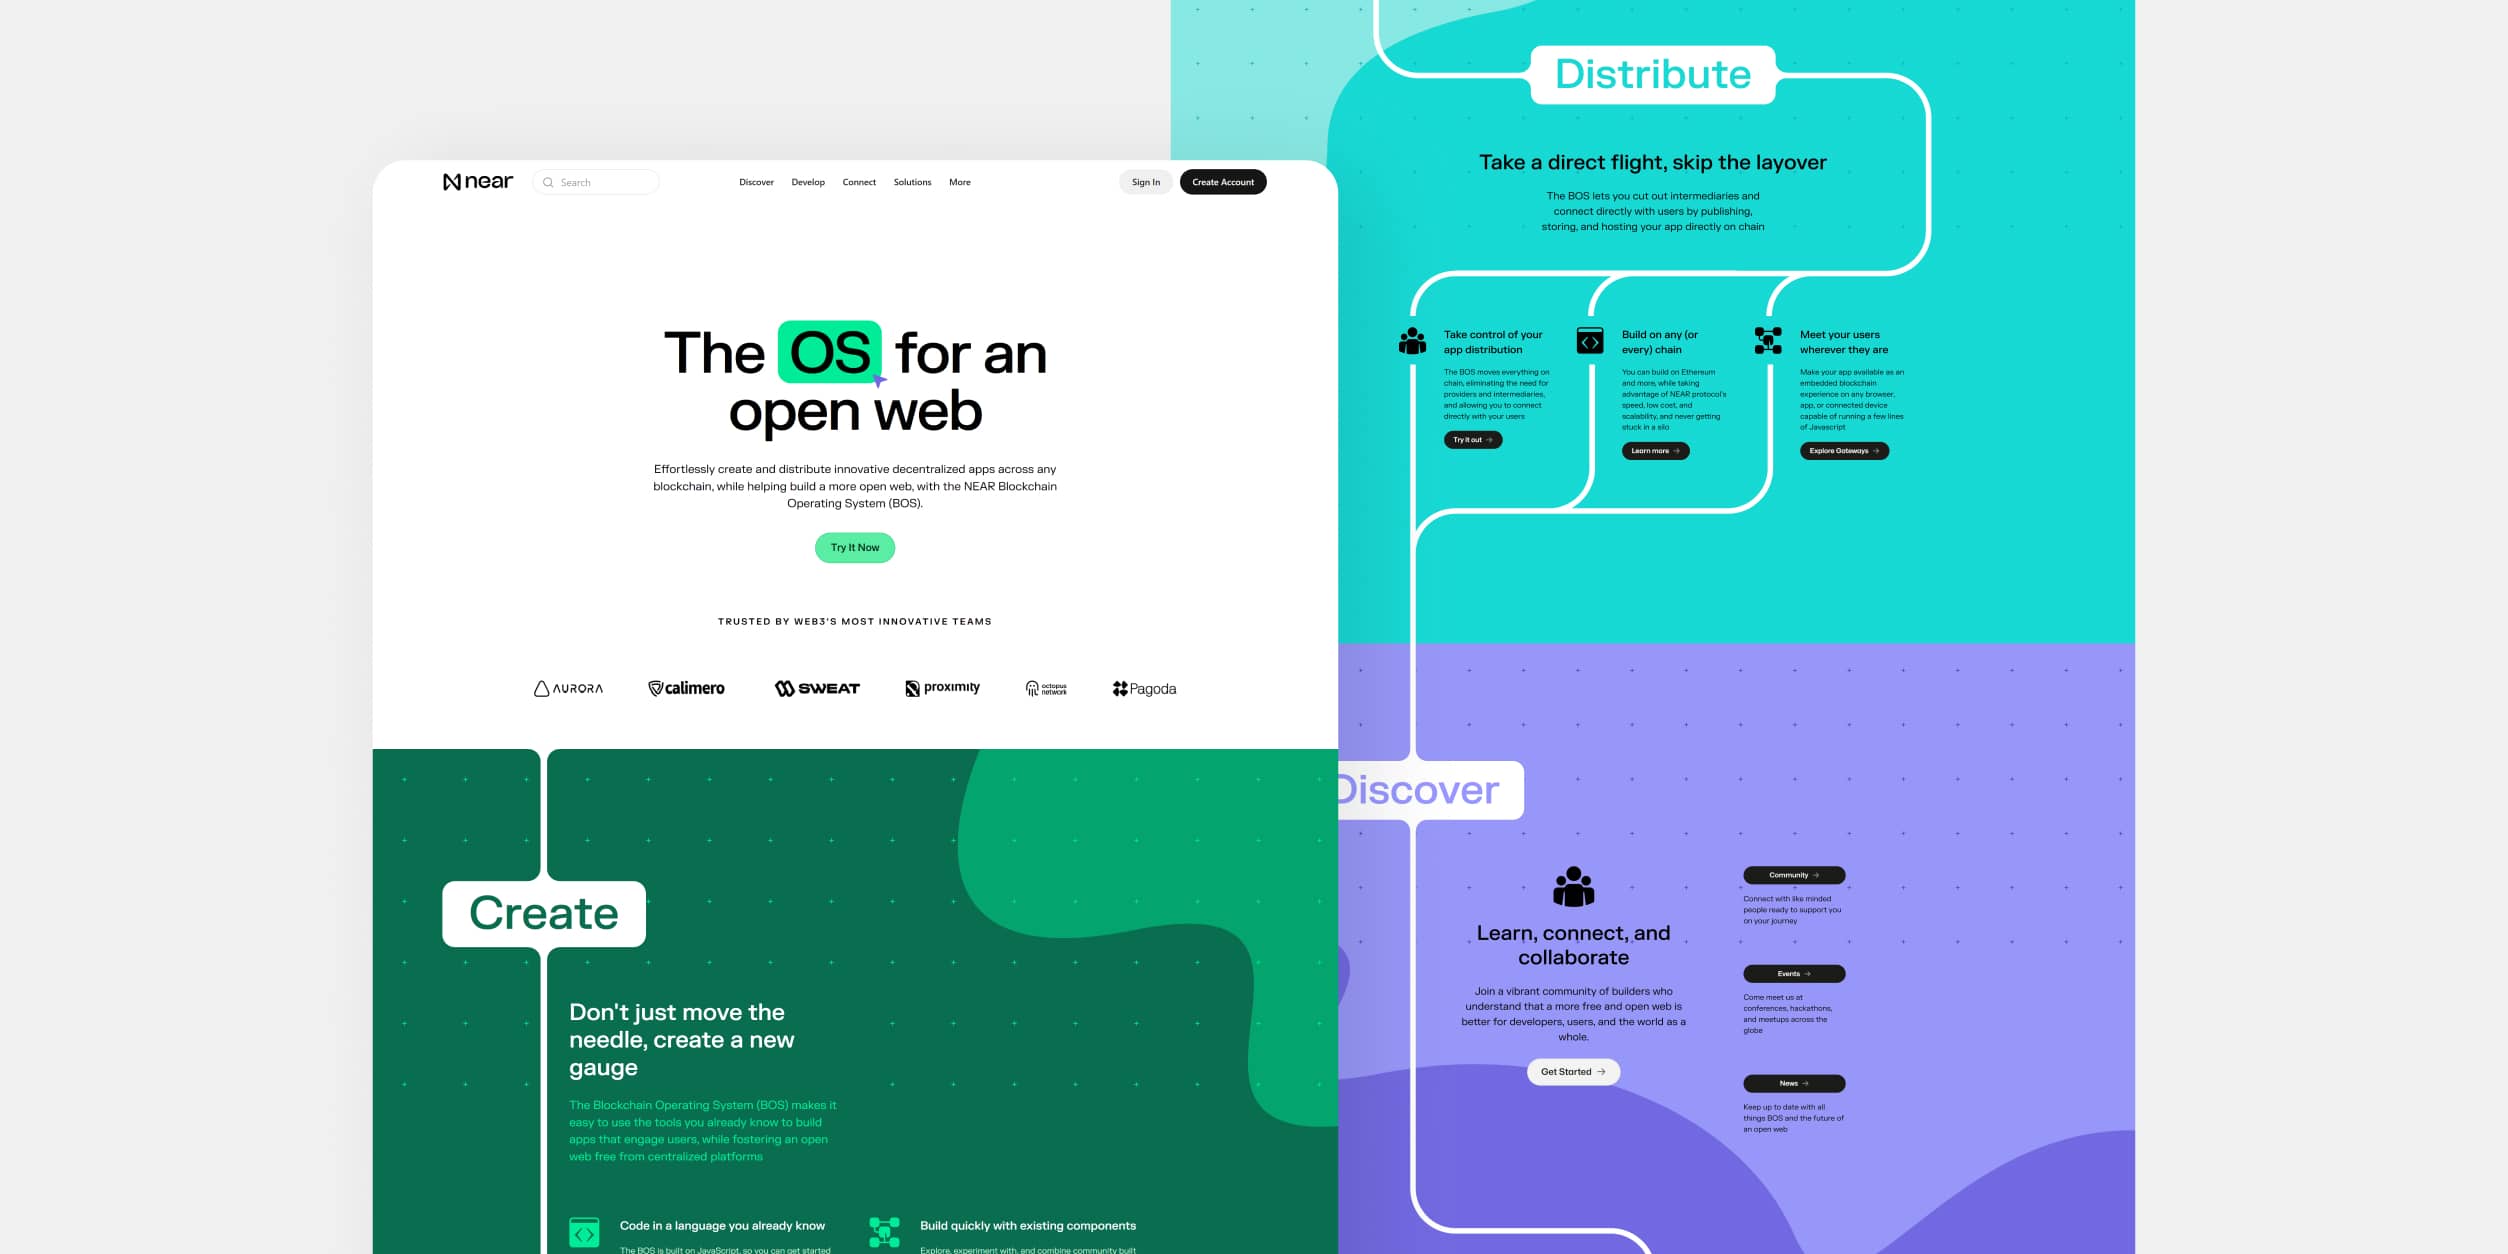 near
Search
Discover
Develop
Connect
Solutions
More
Sign In
Create Account
The OS for an
open web
Effortlessly create and distribute innovative decentralized apps across any
blockchain, while helping build a more open web, with the NEAR Blockchain
Operating System (BOS).
Try It Now
TRUSTED BY WEB3'S MOST INNOVATIVE TEAMS
AURORA
calimero
SWEAT
proximity
octopus
network
Pagoda
Create
Don't just move the
needle, create a new
gauge
The Blockchain Operating System (BOS) makes it
easy to use the tools you already know to build
apps that engage users, while fostering an open
web free from centralized platforms
Code in a language you already know
The BOS is built on JavaScript, so you can get started
Build quickly with existing components
Explore, experiment with, and combine community built
Distribute
Take a direct flight, skip the layover
The BOS lets you cut out intermediaries and
connect directly with users by publishing,
storing, and hosting your app directly on chain
Take control of your
app distribution
The BOS moves everything on
chain, eliminating the need for
providers and intermediaries,
and allowing you to connect
directly with your users
Try it out →
Build on any (or
every) chain
You can build on Ethereum
and more, while taking
advantage of NEAR protocol's
speed, low cost, and
scalability, and never getting
stuck in a silo
Learn more →
Meet your users
wherever they are
Make your app available as an
embedded blockchain
experience on any browser,
app, or connected device
capable of running a few lines
of Javascript
Explore Gateways →
Discover
Learn, connect, and
collaborate
Join a vibrant community of builders who
understand that a more free and open web is
better for developers, users, and the world as a
whole.
Get Started →
Community →
Connect with like minded
people ready to support you
on your journey
Events →
Come meet us at
conferences, hackathons,
and meetups across the
globe
News →
Keep up to date with all
things BOS and the future of
an open web